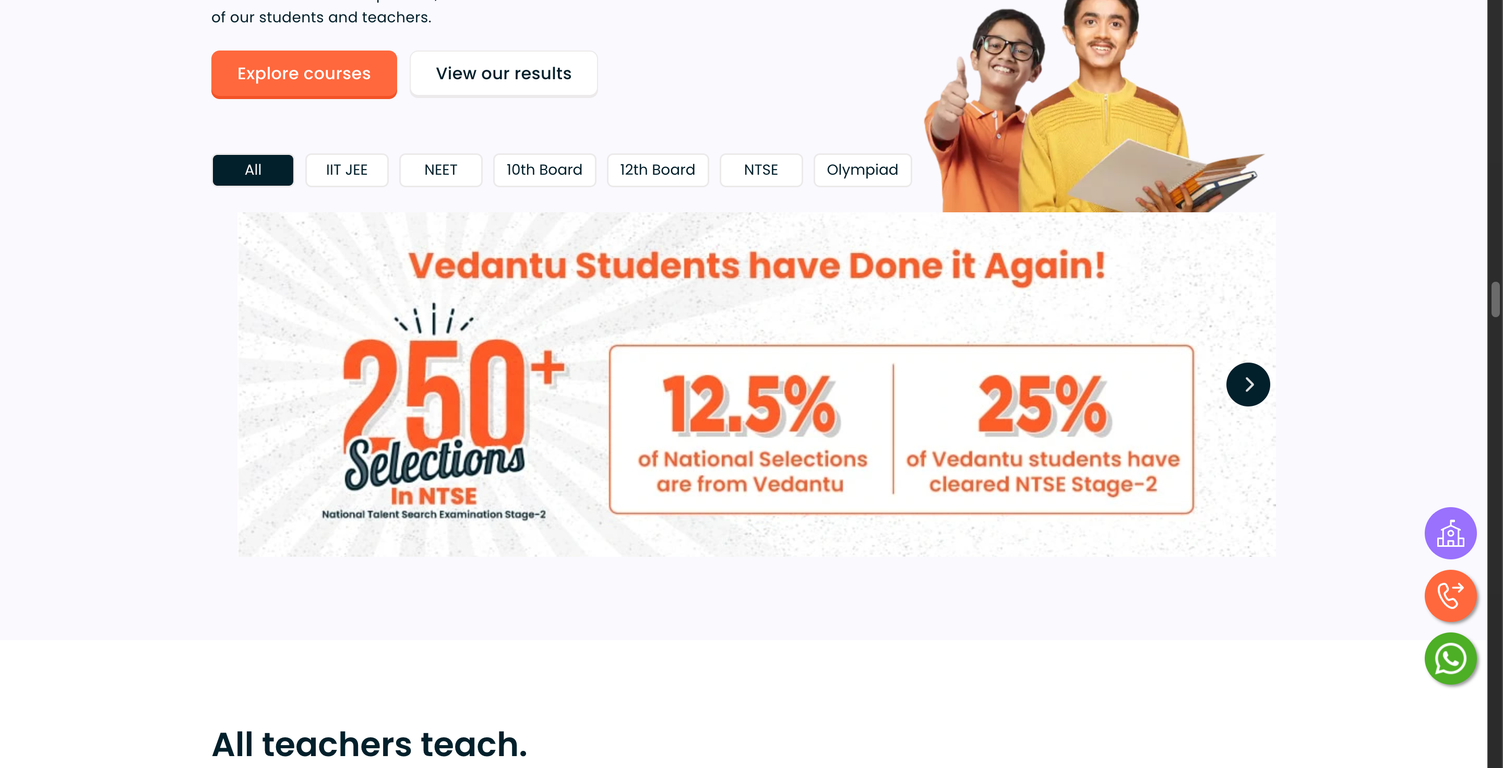 of our students and teachers.
Explore courses
View our results
All
IIT JEE
NEET
10th Board
12th Board
NTSE
Olympiad
Vedantu Students have Done it Again!
250+
Selections
In NTSE
National Talent Search Examination Stage-2
12.5%
of National Selections
are from Vedantu
25%
of Vedantu students have
cleared NTSE Stage-2
All teachers teach.